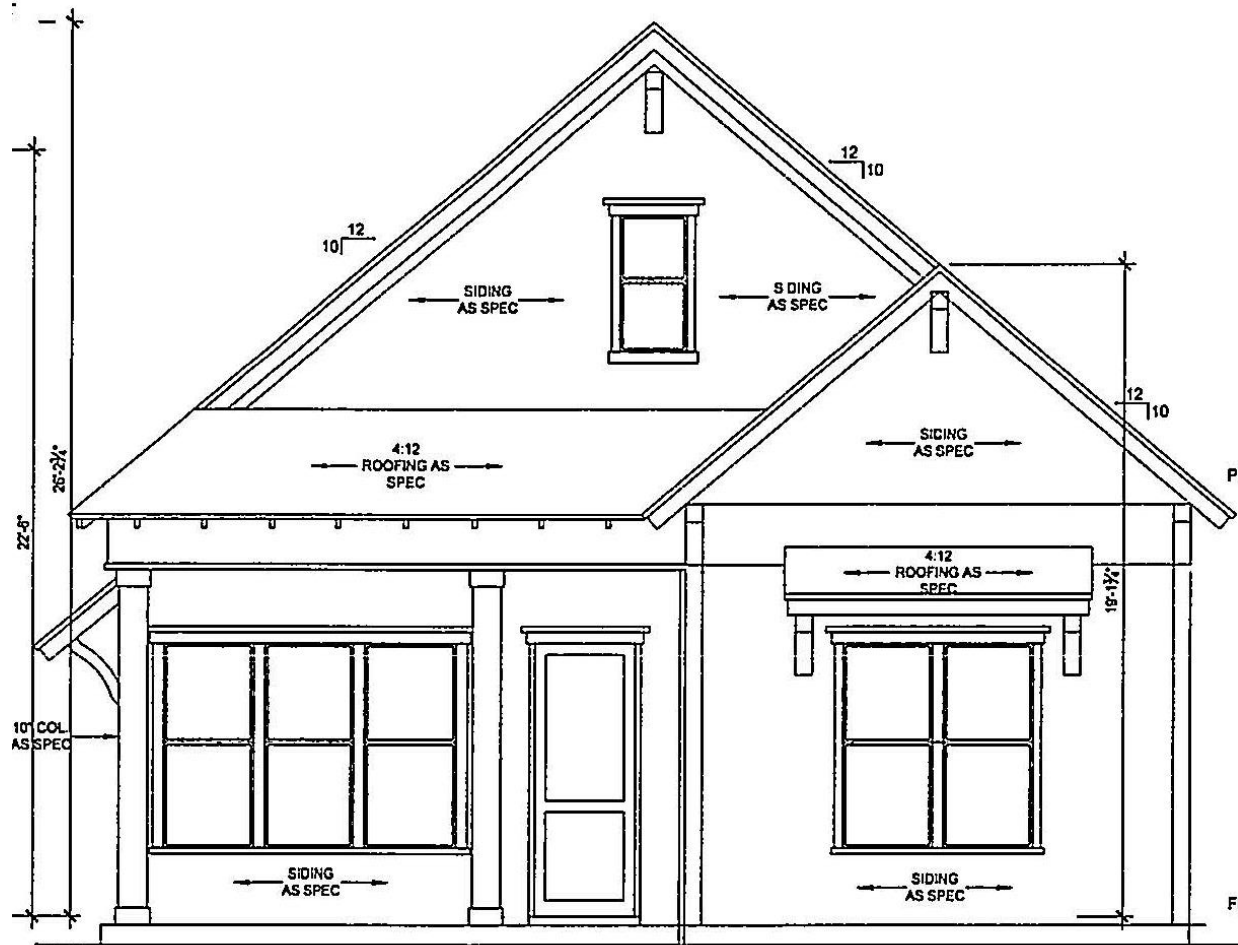 12
10
12
10
SIDING
AS SPEC
S DING
AS SPEC
12
10
SIDING
AS SPEC
4:12
ROOFING AS
SPEC
P
26'-2¾"
22'-6"
4:12
ROOFING AS
SPEC
19'-1¾"
10" COL.
AS SPEC
SIDING
AS SPEC
SIDING
AS SPEC
F